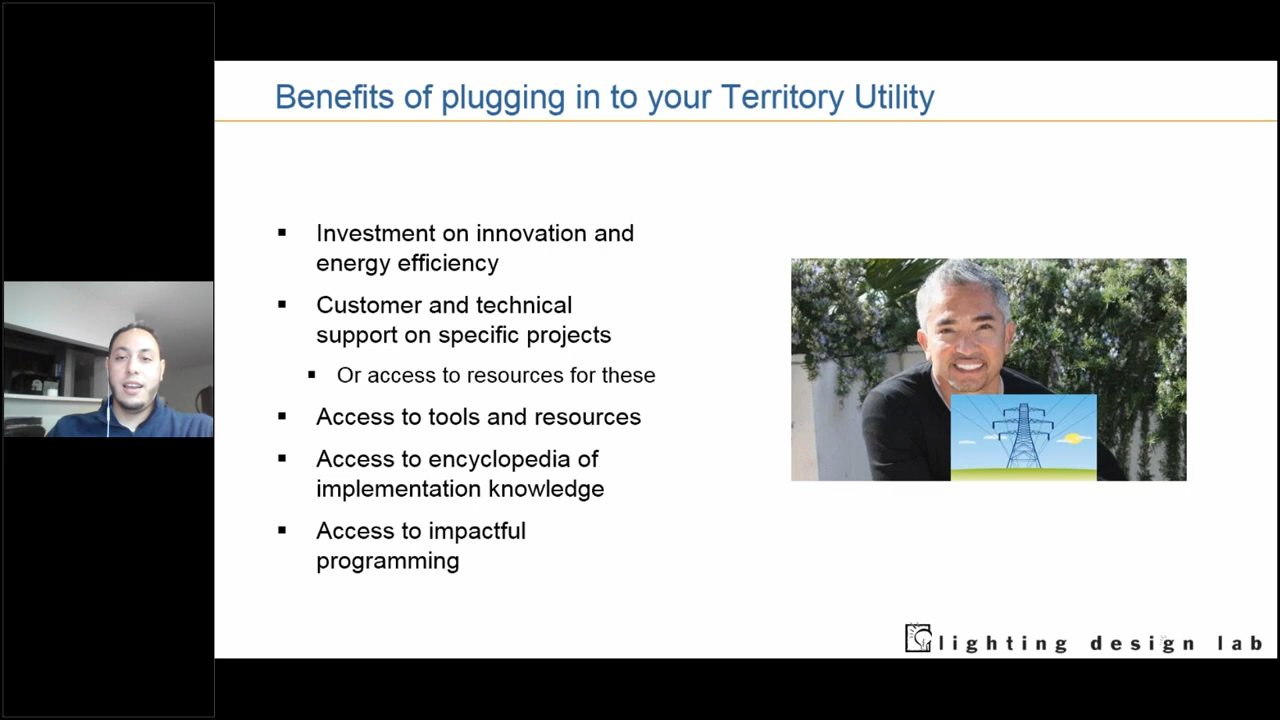 Benefits of plugging in to your Territory Utility
Investment on innovation and
energy efficiency
Customer and technical
support on specific projects
Or access to resources for these
Access to tools and resources
Access to encyclopedia of
implementation knowledge
Access to impactful
programming
lighting design lab